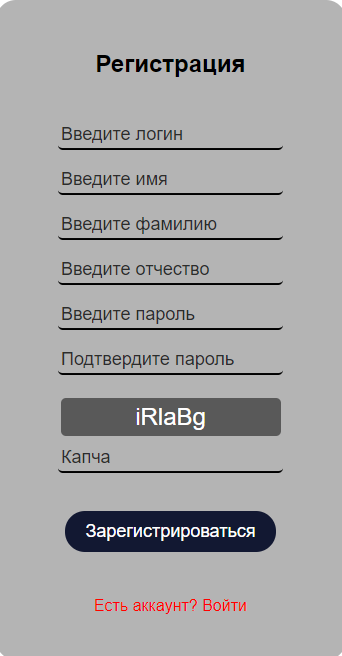 Регистрация
Введите логин
Введите имя
Введите фамилию
Введите отчество
Введите пароль
Подтвердите пароль
iRlaBg
Капча
Зарегистрироваться
Есть аккаунт? Войти